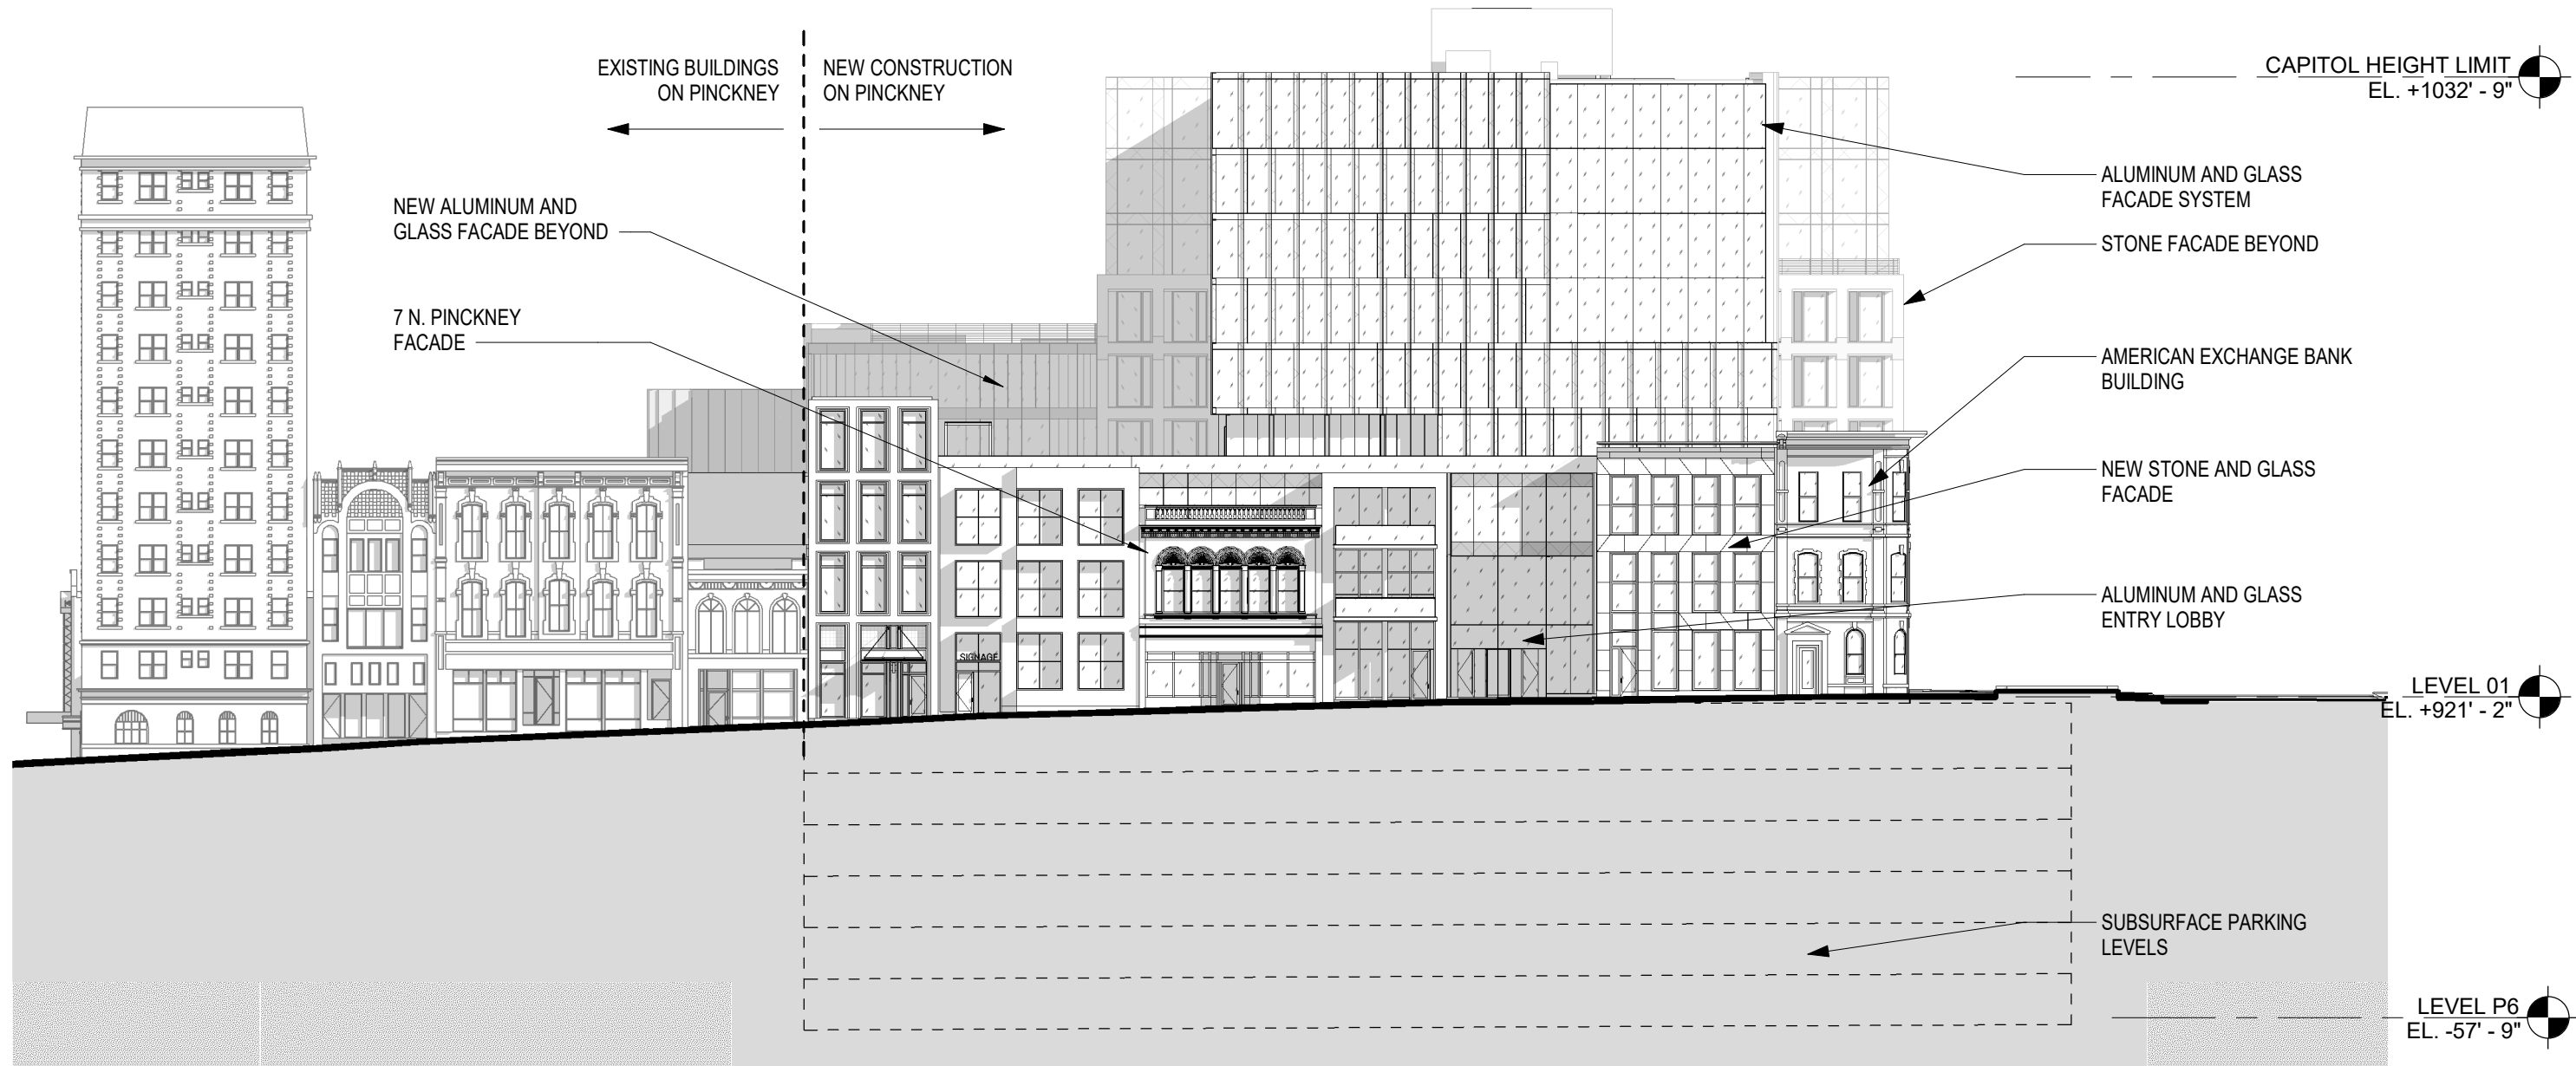 EXISTING BUILDINGS
ON PINCKNEY
NEW CONSTRUCTION
ON PINCKNEY
CAPITOL HEIGHT LIMIT
EL. +1032' - 9"
NEW ALUMINUM AND
GLASS FACADE BEYOND
7 N. PINCKNEY
FACADE
ALUMINUM AND GLASS
FACADE SYSTEM
STONE FACADE BEYOND
AMERICAN EXCHANGE BANK
BUILDING
NEW STONE AND GLASS
FACADE
ALUMINUM AND GLASS
ENTRY LOBBY
SIGNAGE
LEVEL 01
EL. +921' - 2"
SUBSURFACE PARKING
LEVELS
LEVEL P6
EL. -57' - 9"